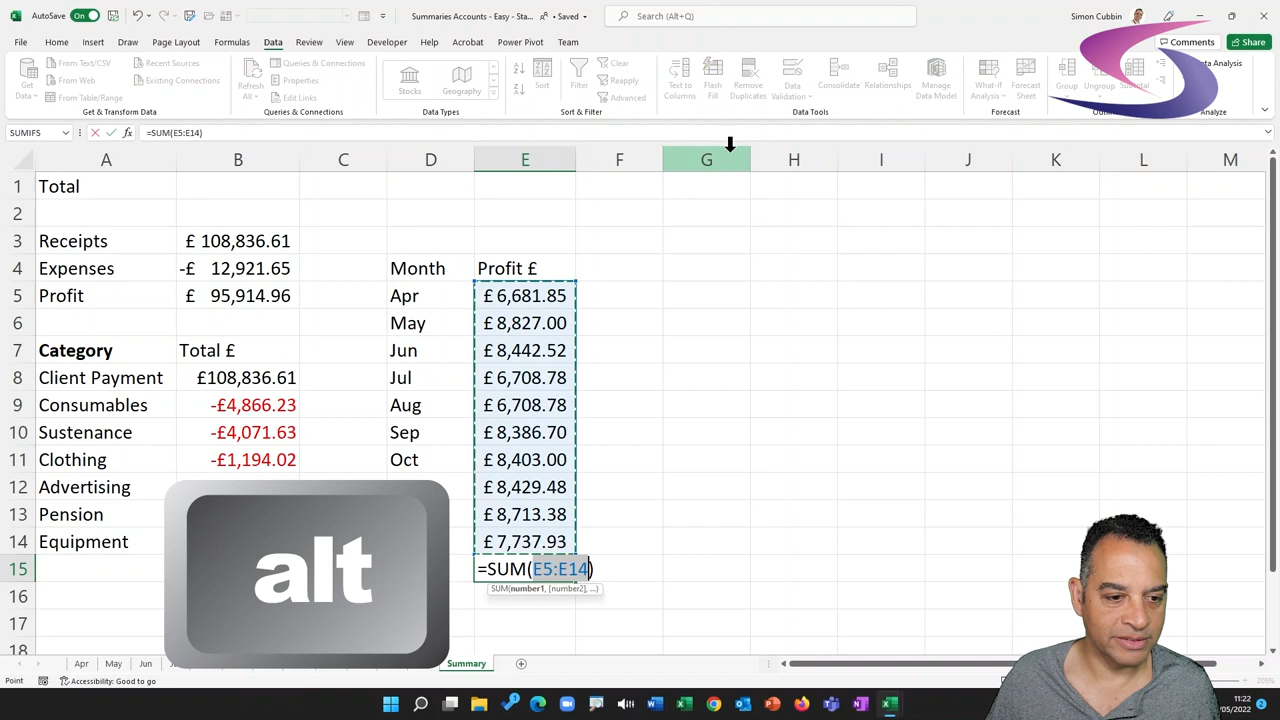 AutoSave On Summaries Accounts - Easy - Sta... • Saved Search (Alt+Q) Simon Cubbin
File Home Insert Draw Page Layout Formulas Data Review View Developer Help Acrobat Power Pivot Team Comments Share
Get Data From Text/CSV From Web From Table/Range Recent Sources Existing Connections
Refresh All Queries & Connections Properties Edit Links
Stocks Geography
Sort Filter Clear Reapply Advanced
Text to Columns Flash Fill Remove Duplicates Data Validation Consolidate Relationships Manage Data Model
What-If Analysis Forecast Sheet Group Ungroup Subtotal
Get & Transform Data Queries & Connections Data Types Sort & Filter Data Tools Forecast
SUMIFS fx =SUM(E5:E14)
A B C D E F G H I J K L M
1 Total
2
3 Receipts £ 108,836.61
4 Expenses -£ 12,921.65 Month Profit £
5 Profit £ 95,914.96 Apr £ 6,681.85
6 May £ 8,827.00
7 Category Total £ Jun £ 8,442.52
8 Client Payment £108,836.61 Jul £ 6,708.78
9 Consumables -£4,866.23 Aug £ 6,708.78
10 Sustenance -£4,071.63 Sep £ 8,386.70
11 Clothing -£1,194.02 Oct £ 8,403.00
12 Advertising £ 8,429.48
13 Pension £ 8,713.38
14 Equipment £ 7,737.93
15 =SUM(E5:E14)
SUM(number1, [number2], ...)
16
17
18
alt
Apr May Jun Summary
Point Accessibility: Good to go 205%
11:22
/05/2022